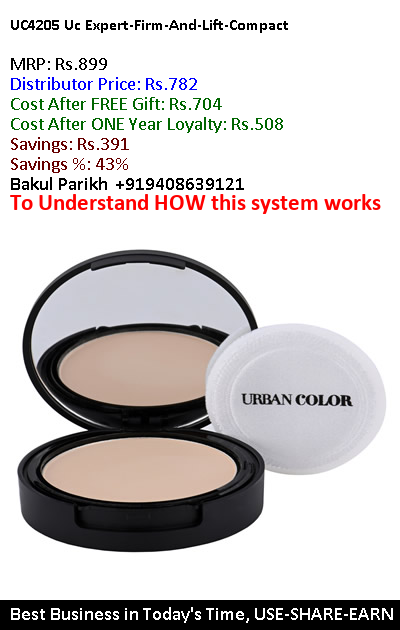 UC4205 Uc Expert-Firm-And-Lift-Compact
MRP: Rs.899
Distributor Price: Rs.782
Cost After FREE Gift: Rs.704
Cost After ONE Year Loyalty: Rs.508
Savings: Rs.391
Savings %: 43%
Bakul Parikh +919408639121
To Understand HOW this system works
URBAN COLOR
Best Business in Today's Time, USE-SHARE-EARN